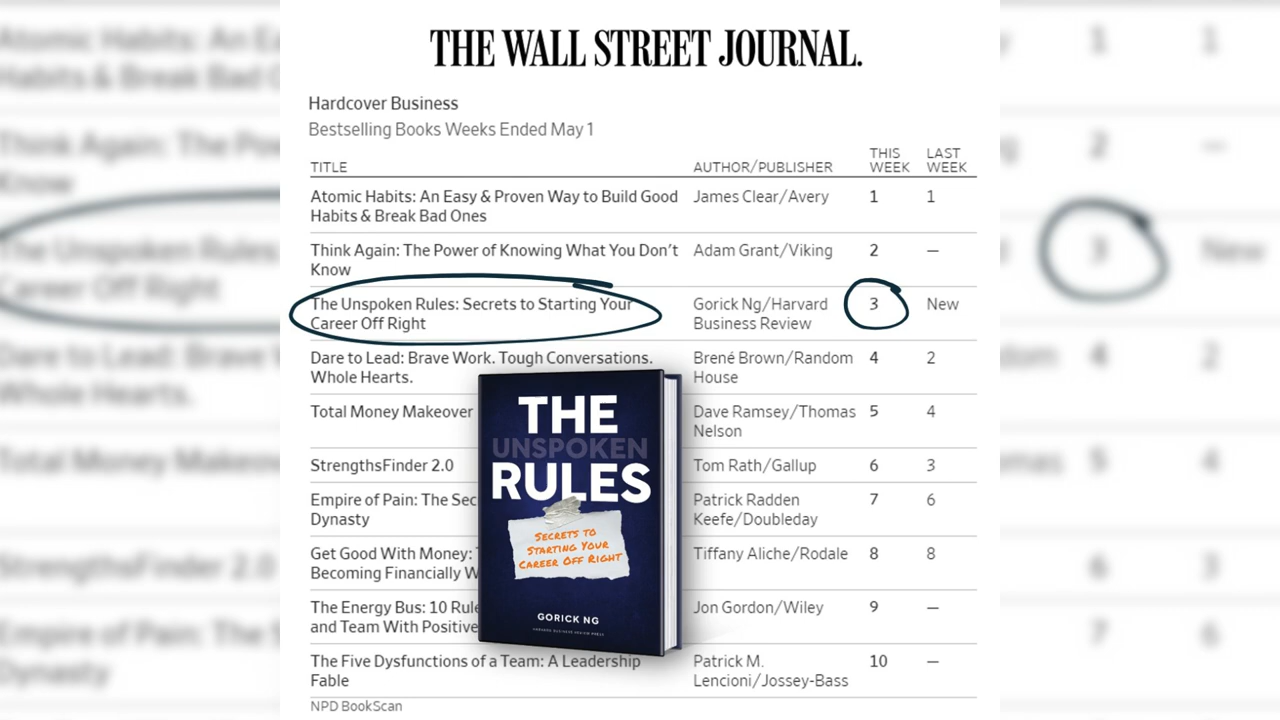 THE WALL STREET JOURNAL.
Hardcover Business
Bestselling Books Weeks Ended May 1
TITLE AUTHOR/PUBLISHER THIS WEEK LAST WEEK
Atomic Habits: An Easy & Proven Way to Build Good James Clear/Avery 1 1
Habits & Break Bad Ones
Think Again: The Power of Knowing What You Don't Adam Grant/Viking 2 —
Know
The Unspoken Rules: Secrets to Starting Your Gorick Ng/Harvard 3 New
Career Off Right Business Review
Dare to Lead: Brave Work. Tough Conversations. Brené Brown/Random 4 2
Whole Hearts. House
Total Money Makeover Dave Ramsey/Thomas 5 4
Nelson
StrengthsFinder 2.0 Tom Rath/Gallup 6 3
Empire of Pain: The Sec Patrick Radden 7 6
Dynasty Keefe/Doubleday
Get Good With Money: Tiffany Aliche/Rodale 8 8
Becoming Financially W
The Energy Bus: 10 Rule Jon Gordon/Wiley 9 —
and Team With Positive
The Five Dysfunctions of a Team: A Leadership Patrick M. 10 —
Fable Lencioni/Jossey-Bass
NPD BookScan
THE
UNSPOKEN
RULES
SECRETS TO
STARTING YOUR
CAREER OFF RIGHT
GORICK NG
HARVARD BUSINESS REVIEW PRESS